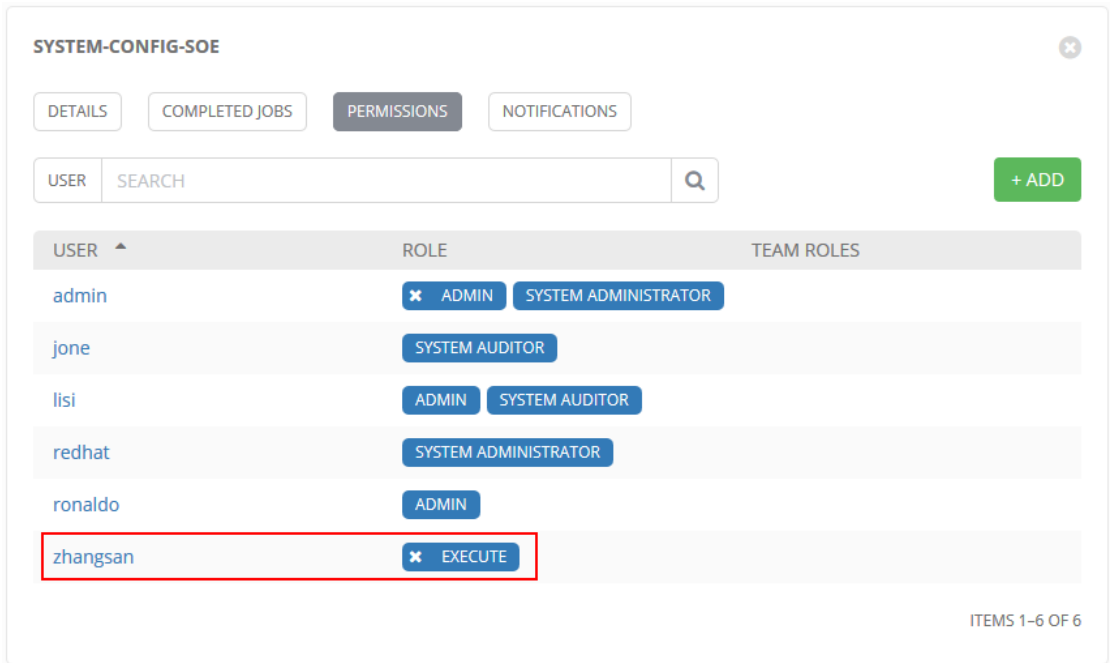 SYSTEM-CONFIG-SOE
DETAILS COMPLETED JOBS PERMISSIONS NOTIFICATIONS
USER SEARCH + ADD
USER ROLE TEAM ROLES
admin ADMIN SYSTEM ADMINISTRATOR
jone SYSTEM AUDITOR
lisi ADMIN SYSTEM AUDITOR
redhat SYSTEM ADMINISTRATOR
ronaldo ADMIN
zhangsan EXECUTE
ITEMS 1–6 OF 6